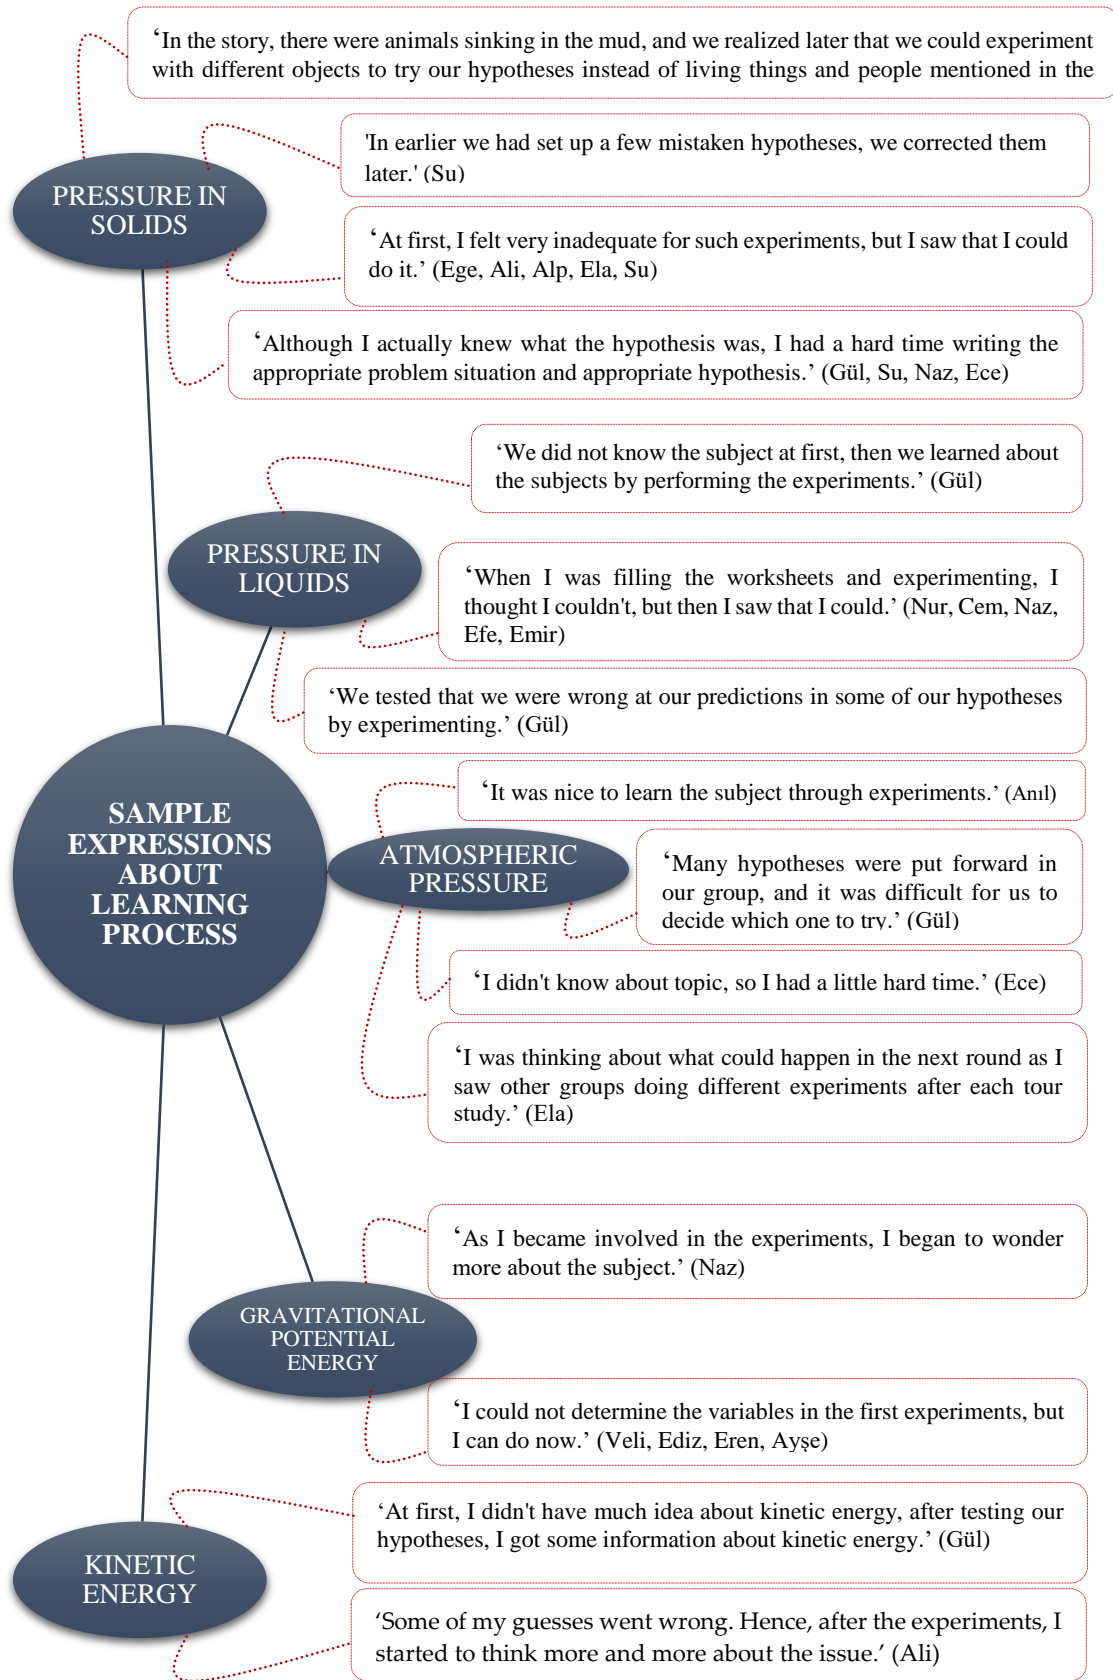 ‘In the story, there were animals sinking in the mud, and we realized later that we could experiment
with different objects to try our hypotheses instead of living things and people mentioned in the
'In earlier we had set up a few mistaken hypotheses, we corrected them
later.' (Su)
PRESSURE IN
SOLIDS
‘At first, I felt very inadequate for such experiments, but I saw that I could
do it.’ (Ege, Ali, Alp, Ela, Su)
‘Although I actually knew what the hypothesis was, I had a hard time writing the
appropriate problem situation and appropriate hypothesis.’ (Gül, Su, Naz, Ece)
‘We did not know the subject at first, then we learned about
the subjects by performing the experiments.’ (Gül)
PRESSURE IN
LIQUIDS
‘When I was filling the worksheets and experimenting, I
thought I couldn't, but then I saw that I could.’ (Nur, Cem, Naz,
Efe, Emir)
‘We tested that we were wrong at our predictions in some of our hypotheses
by experimenting.’ (Gül)
SAMPLE
EXPRESSIONS
ABOUT
LEARNING
PROCESS
‘It was nice to learn the subject through experiments.’ (Anıl)
ATMOSPHERIC
PRESSURE
‘Many hypotheses were put forward in
our group, and it was difficult for us to
decide which one to try.’ (Gül)
‘I didn't know about topic, so I had a little hard time.’ (Ece)
‘I was thinking about what could happen in the next round as I
saw other groups doing different experiments after each tour
study.’ (Ela)
‘As I became involved in the experiments, I began to wonder
more about the subject.’ (Naz)
GRAVITATIONAL
POTENTIAL
ENERGY
‘I could not determine the variables in the first experiments, but
I can do now.’ (Veli, Ediz, Eren, Ayşe)
‘At first, I didn't have much idea about kinetic energy, after testing our
hypotheses, I got some information about kinetic energy.’ (Gül)
KINETIC
ENERGY
‘Some of my guesses went wrong. Hence, after the experiments, I
started to think more and more about the issue.’ (Ali)